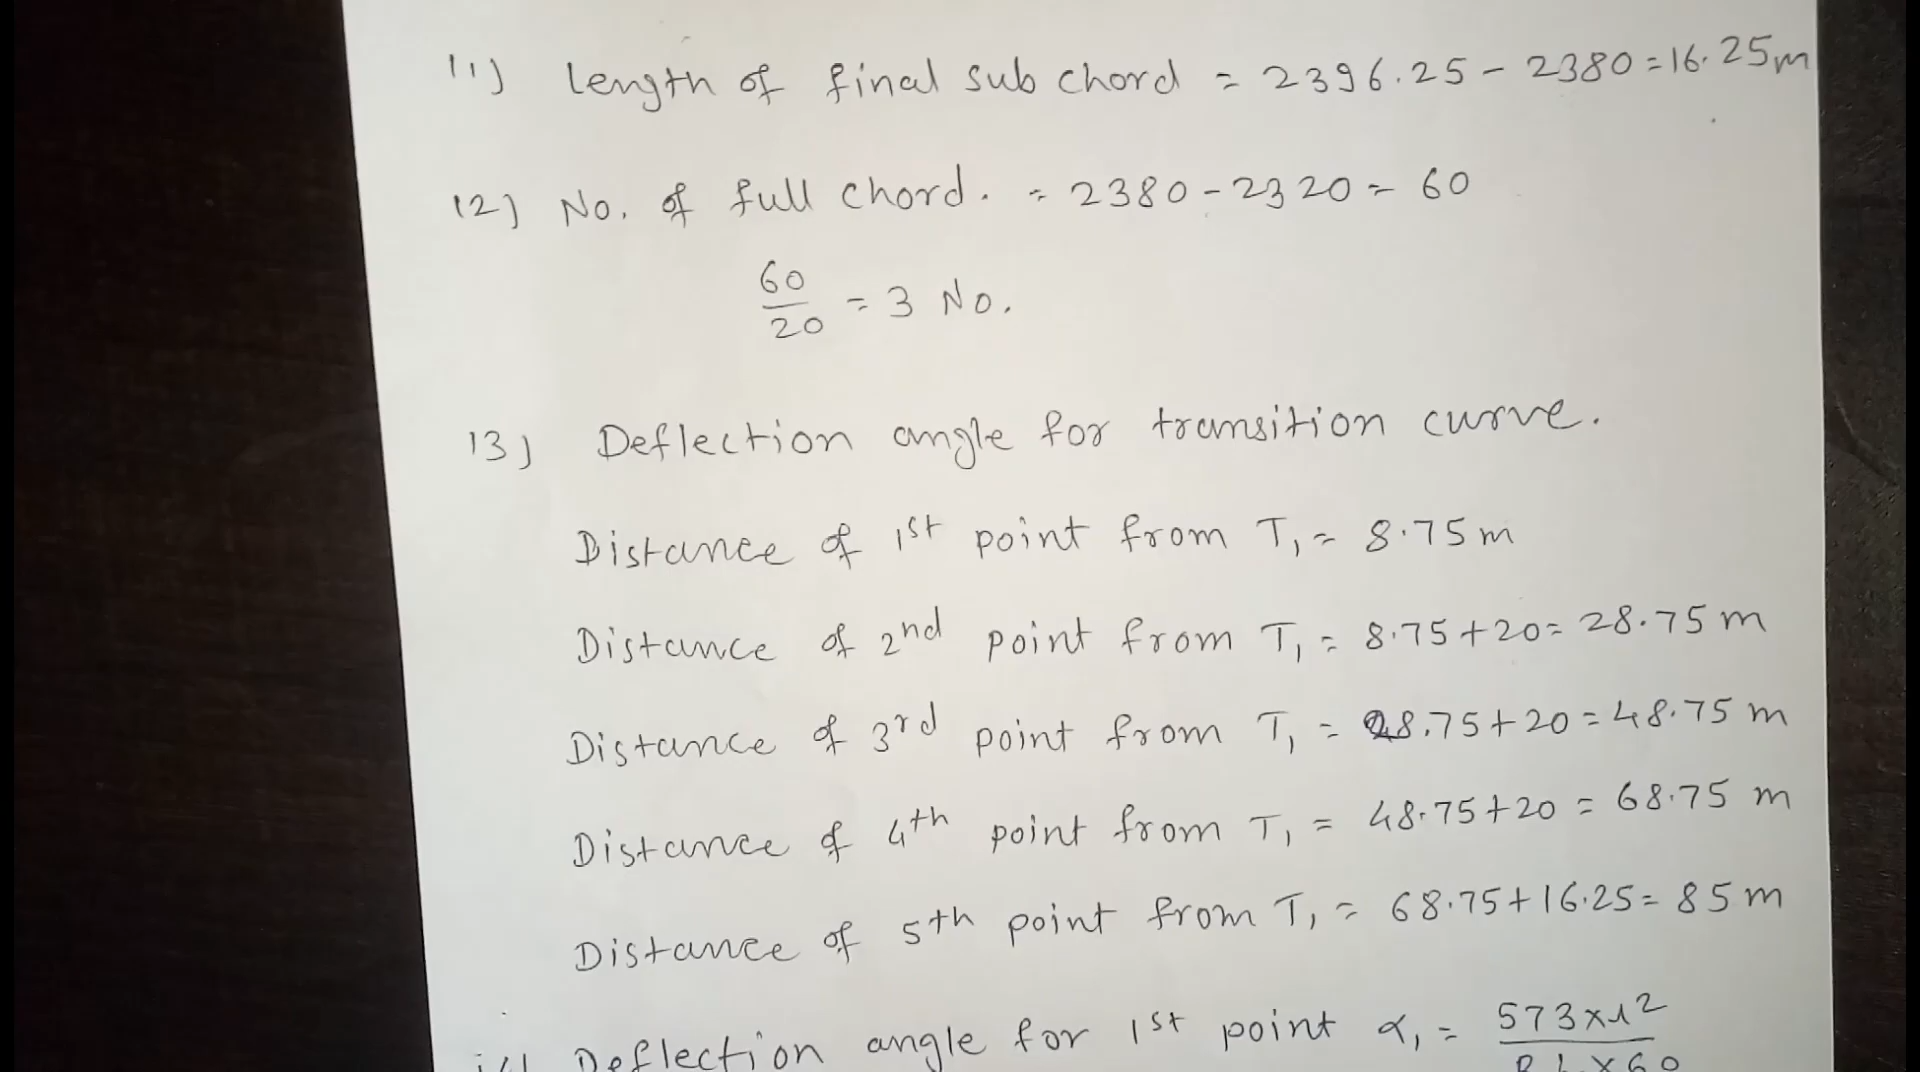 11) Length of final sub chord = 2396.25 - 2380 = 16.25m
12) No. of full chord. = 2380 - 2320 = 60
60/20 = 3 No.
13) Deflection angle for transition curve.
Distance of 1st point from T1 = 8.75m
Distance of 2nd point from T1 = 8.75+20 = 28.75 m
Distance of 3rd point from T1 = 28.75+20 = 48.75 m
Distance of 4th point from T1 = 48.75+20 = 68.75 m
Distance of 5th point from T1 = 68.75+16.25 = 85 m
Deflection angle for 1st point α1 = 573×l²